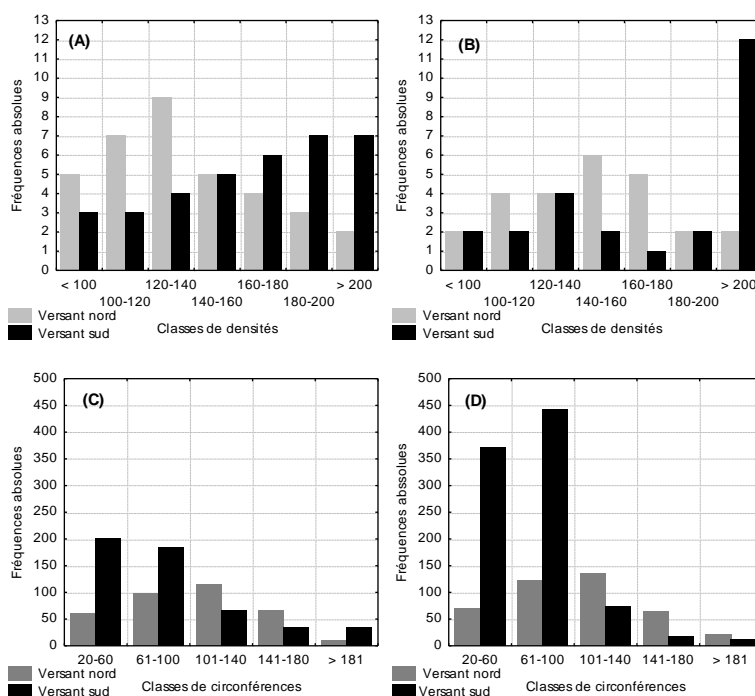 (A)
Fréquences absolues
13
12
11
10
9
8
7
6
5
4
3
2
1
0
< 100 120-140 160-180 > 200
100-120 140-160 180-200
Versant nord
Versant sud
Classes de densités
(B)
Fréquences absolues
13
12
11
10
9
8
7
6
5
4
3
2
1
0
< 100 120-140 160-180 > 200
100-120 140-160 180-200
Versant nord
Versant sud
Classes de densités
(C)
Fréquences abssolues
500
450
400
350
300
250
200
150
100
50
0
20-60 61-100 101-140 141-180 > 181
Versant nord
Versant sud
Classes de circonférences
(D)
Fréquences abssolues
500
450
400
350
300
250
200
150
100
50
0
20-60 61-100 101-140 141-180 > 181
Versant nord
Versant sud
Classes de circonférences